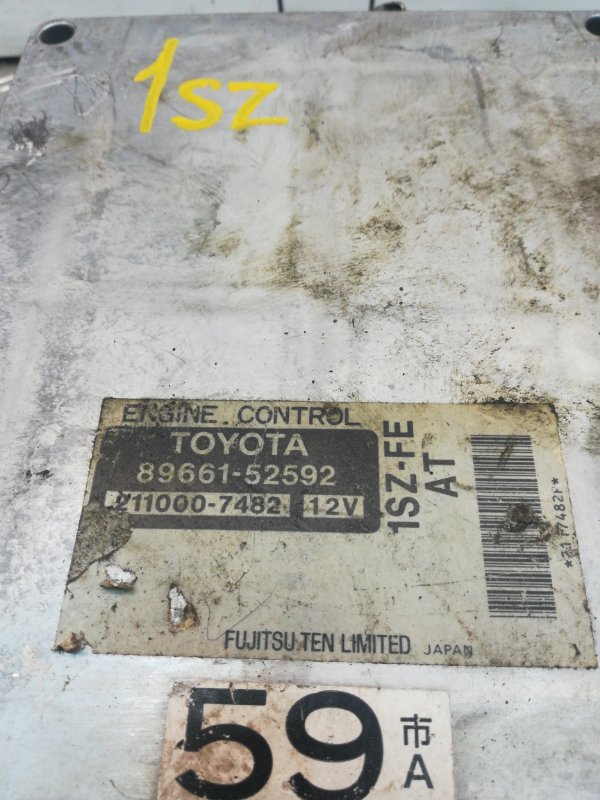 1SZ
ENGINE CONTROL
TOYOTA
89661-52592
211000-7482 12V
1SZ-FE
AT
FUJITSU TEN LIMITED JAPAN
59
市
A